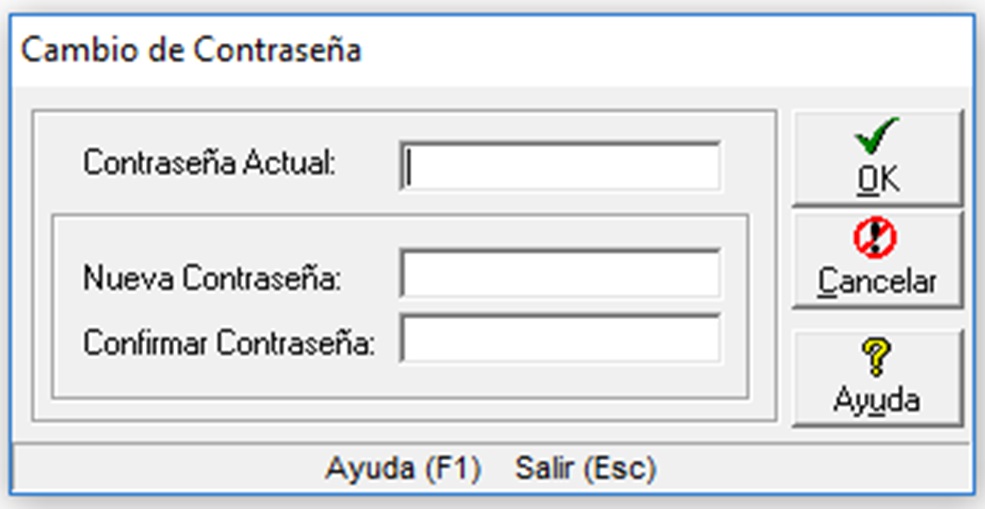 Cambio de Contraseña
Contraseña Actual:
OK
Nueva Contraseña:
Cancelar
Confirmar Contraseña:
Ayuda
Ayuda (F1) Salir (Esc)